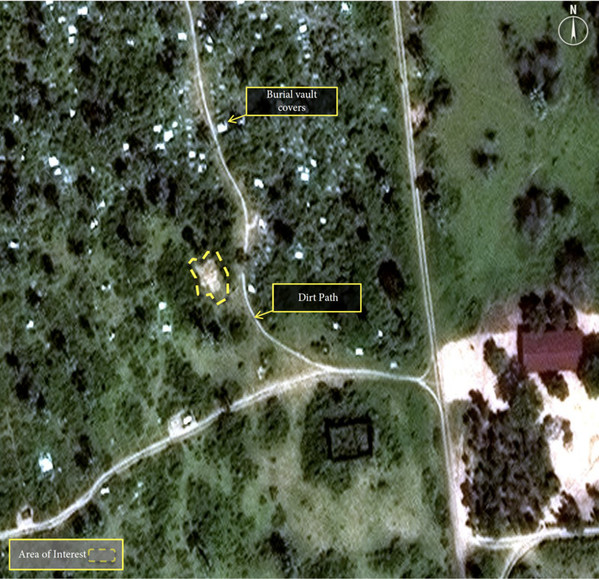 N
Burial vault
covers
Dirt Path
Area of Interest